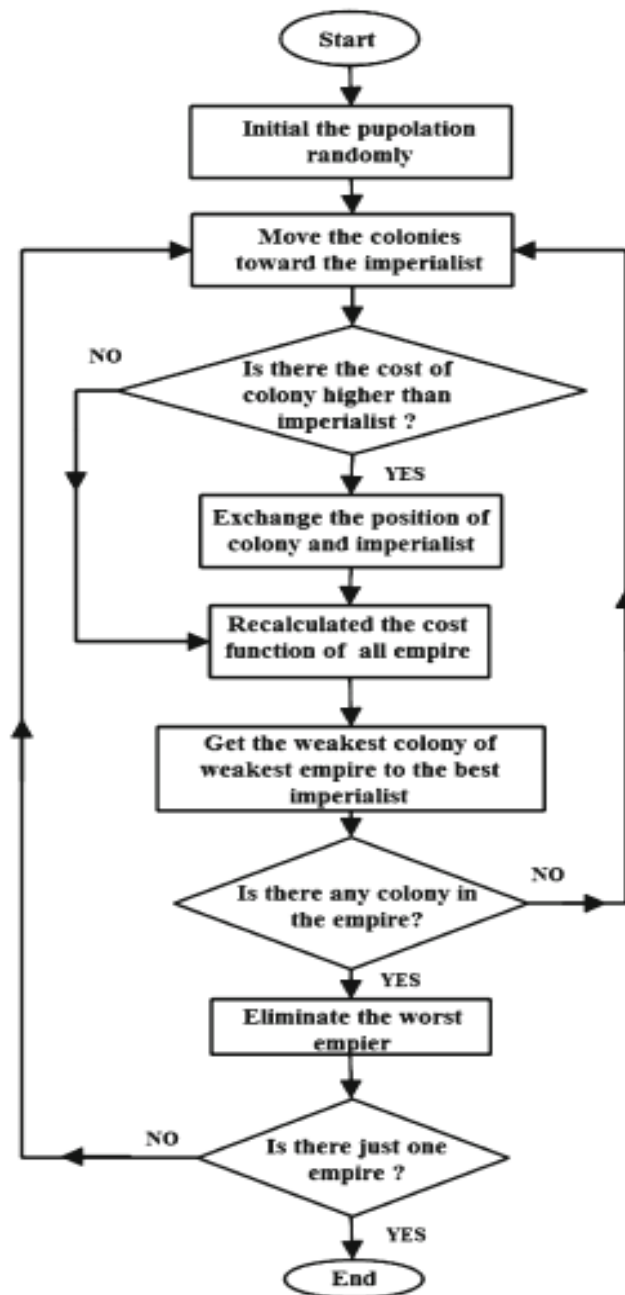 Start
Initial the pupolation
randomly
Move the colonies
toward the imperialist
NO
Is there the cost of
colony higher than
imperialist ?
YES
Exchange the position of
colony and imperialist
Recalculated the cost
function of all empire
Get the weakest colony of
weakest empire to the best
imperialist
Is there any colony in
the empire?
NO
YES
Eliminate the worst
empier
NO
Is there just one
empire ?
YES
End